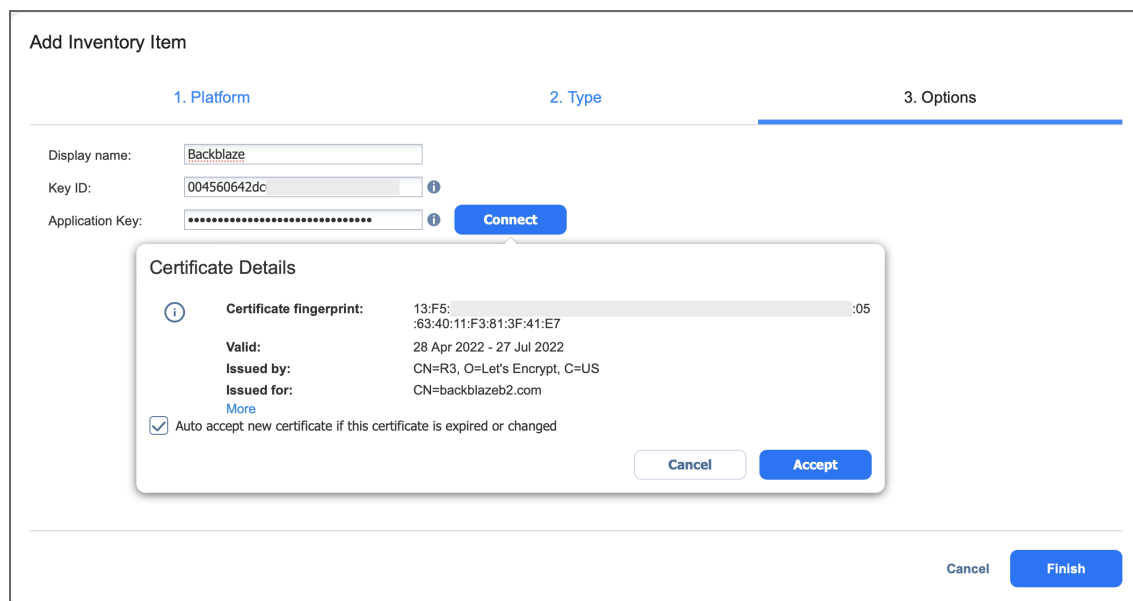 Add Inventory Item
1. Platform 2. Type 3. Options
Display name: Backblaze
Key ID: 004560642dc
Application Key: ••••••••••••••••••••••••••••••• Connect
Certificate Details
Certificate fingerprint: 13:F5: :05
:63:40:11:F3:81:3F:41:E7
Valid: 28 Apr 2022 - 27 Jul 2022
Issued by: CN=R3, O=Let's Encrypt, C=US
Issued for: CN=backblazeb2.com
More
Auto accept new certificate if this certificate is expired or changed
Cancel Accept
Cancel Finish